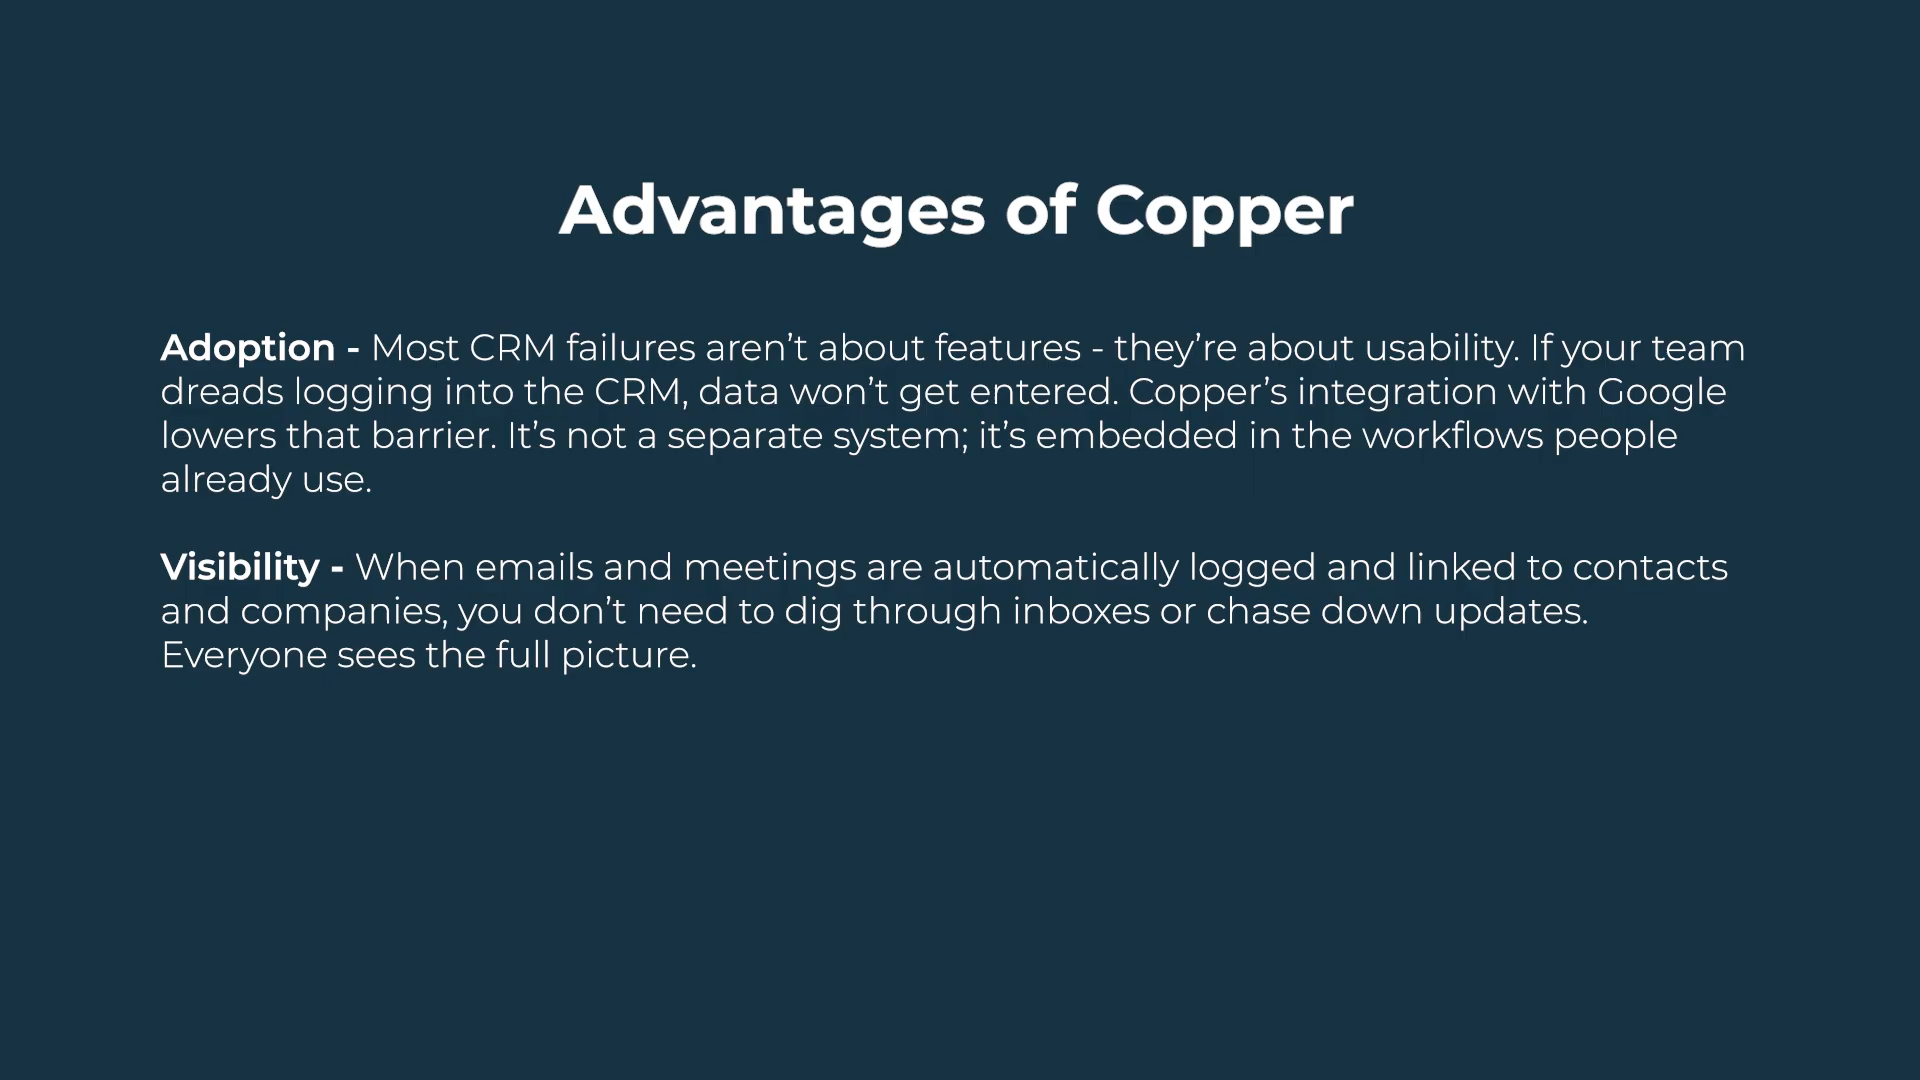 Advantages of Copper
Adoption - Most CRM failures aren’t about features - they’re about usability. If your team
dreads logging into the CRM, data won’t get entered. Copper’s integration with Google
lowers that barrier. It’s not a separate system; it’s embedded in the workflows people
already use.
Visibility - When emails and meetings are automatically logged and linked to contacts
and companies, you don’t need to dig through inboxes or chase down updates.
Everyone sees the full picture.